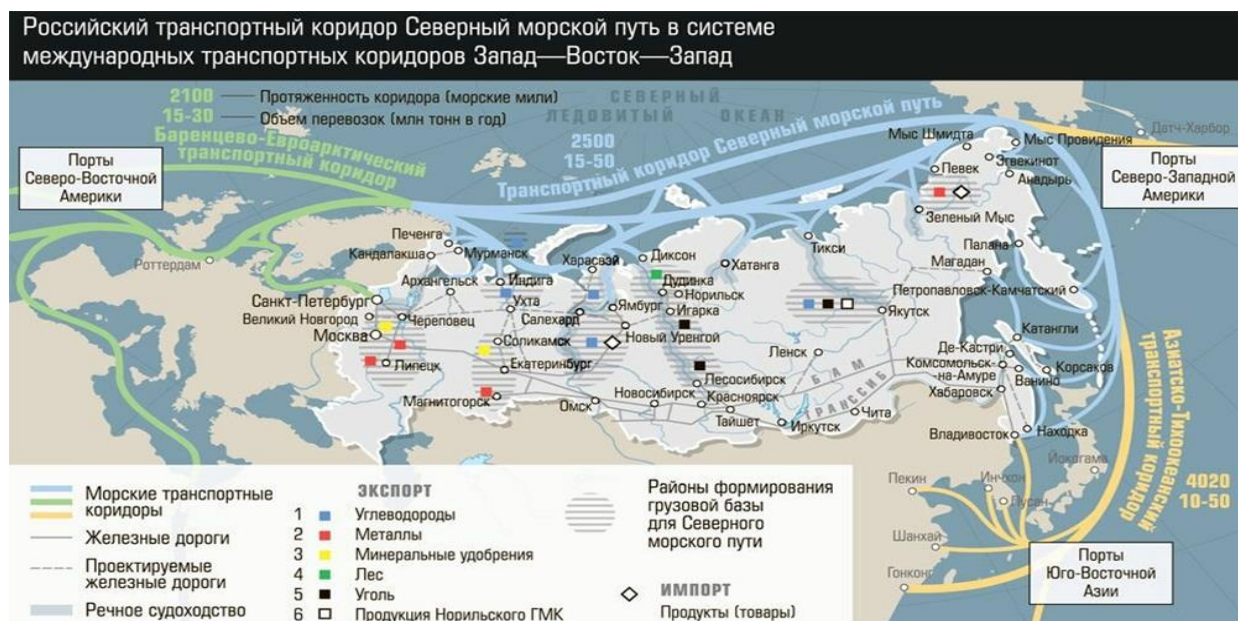 Российский транспортный коридор Северный морской путь в системе
международных транспортных коридоров Запад—Восток—Запад
2100 — Протяженность коридора (морские мили)
15-30 — Объем перевозок (млн тонн в год)
СЕВЕРНЫЙ
ЛЕДОВИТЫЙ ОКЕАН
Баренцево-Евроарктический
транспортный коридор
2500
15-50
Транспортный коридор Северный морской путь
Порты
Северо-Восточной
Америки
Мыс Шмидта
Мыс Провидения
Датч-Харбор
Порты
Северо-Западной
Америки
Певек
Эгвекинот
Анадырь
Зеленый Мыс
Роттердам
Печенга
Кандалакша
Мурманск
Харасвэй
Диксон
Хатанга
Тикси
Палана
Магадан
Архангельск
Индига
Дудинка
Норильск
Санкт-Петербург
Ухта
Салехард
Ямбург
Игарка
Петропавловск-Камчатский
Великий Новгород
Череповец
Якутск
Москва
Соликамск
Новый Уренгой
Катангли
Липецк
Екатеринбург
Ленск
Де-Кастри
Комсомольск-
на-Амуре
Ванино
Корсаков
Лесосибирск
БАМ
ТРАНССИБ
Хабаровск
Магнитогорск
Омск
Новосибирск
Красноярск
Тайшет
Иркутск
Чита
Владивосток
Находка
Азиатско-Тихоокеанский
транспортный коридор
4020
10-50
Пекин
Инчхон
Пусан
Йокогама
Шанхай
Гонконг
Порты
Юго-Восточной
Азии
Морские транспортные
коридоры
Железные дороги
Проектируемые
железные дороги
Речное судоходство
ЭКСПОРТ
1 Углеводороды
2 Металлы
3 Минеральные удобрения
4 Лес
5 Уголь
6 Продукция Норильского ГМК
Районы формирования
грузовой базы
для Северного
морского пути
ИМПОРТ
Продукты (товары)